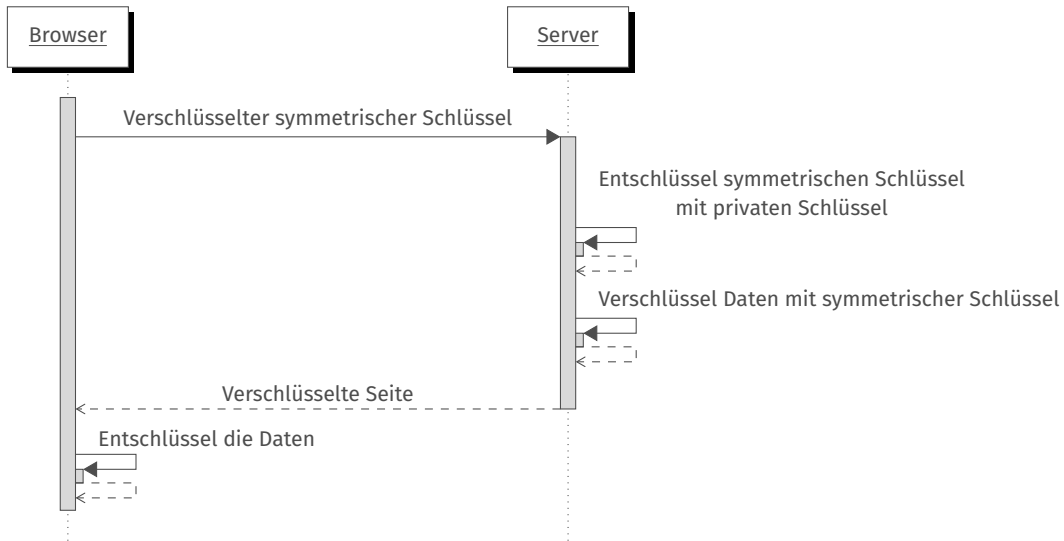 Browser
Server
Verschlüsselter symmetrischer Schlüssel
Entschlüssel symmetrischen Schlüssel
mit privaten Schlüssel
Verschlüssel Daten mit symmetrischer Schlüssel
Verschlüsselte Seite
Entschlüssel die Daten